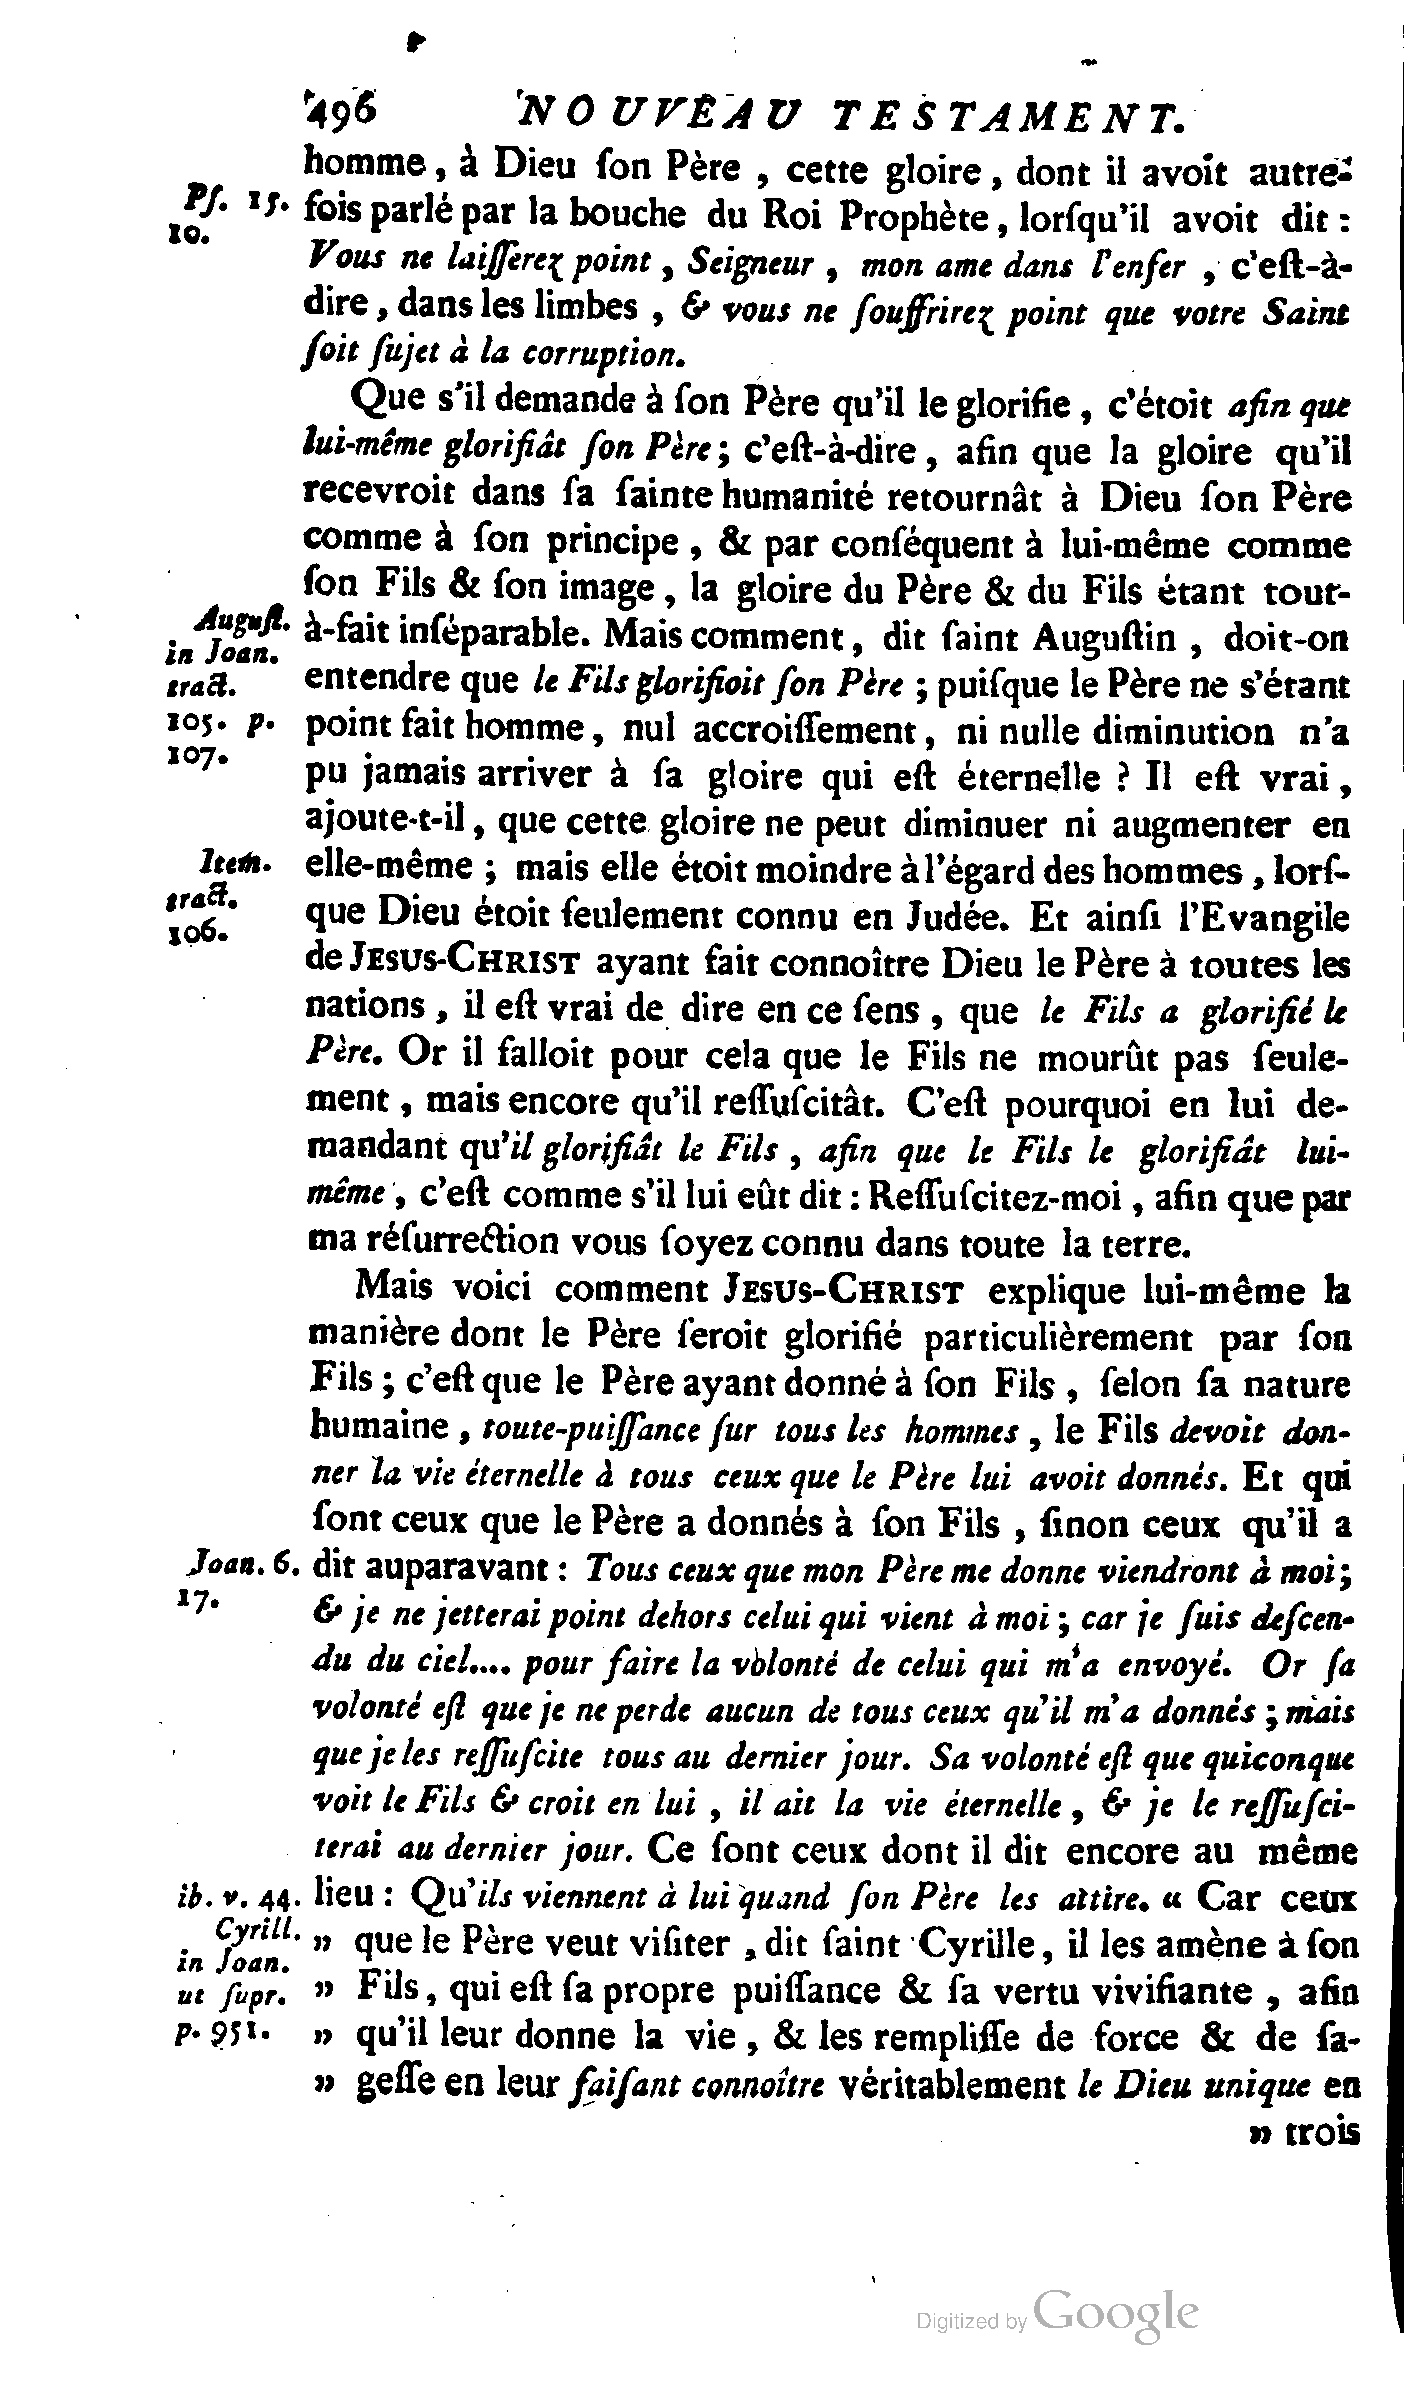 496 NOUVEAU TESTAMENT.
homme, à Dieu ſon Père, cette gloire, dont il avoit autre-
Pſ. 15. fois parlé par la bouche du Roi Prophète, lorſqu'il avoit dit :
10.
Vous ne laiſſerez point, Seigneur, mon ame dans l'enfer, c'eſt-à-
dire, dans les limbes, & vous ne ſouffrirez point que votre Saint
ſoit ſujet à la corruption.
Que s'il demande à ſon Père qu'il le glorifie, c'étoit afin que
lui-même glorifiât ſon Père ; c'eſt-à-dire, afin que la gloire qu'il
recevroit dans ſa ſainte humanité retournât à Dieu ſon Père
comme à ſon principe, & par conſéquent à lui-même comme
ſon Fils & ſon image, la gloire du Père & du Fils étant tout-
Auguſt. à-fait inſéparable. Mais comment, dit ſaint Auguſtin, doit-on
in Joan.
tract. entendre que le Fils glorifioit ſon Père ; puiſque le Père ne s'étant
105. p. point fait homme, nul accroiſſement, ni nulle diminution n'a
107.
pu jamais arriver à ſa gloire qui eſt éternelle ? Il eſt vrai,
ajoute-t-il, que cette gloire ne peut diminuer ni augmenter en
Item. elle-même ; mais elle étoit moindre à l'égard des hommes, lorſ-
tract.
que Dieu étoit ſeulement connu en Judée. Et ainſi l'Evangile
106.
de JESUS-CHRIST ayant fait connoître Dieu le Père à toutes les
nations, il eſt vrai de dire en ce ſens, que le Fils a glorifié le
Père. Or il falloit pour cela que le Fils ne mourût pas ſeule-
ment, mais encore qu'il reſſuſcitât. C'eſt pourquoi en lui de-
mandant qu'il glorifiât le Fils, afin que le Fils le glorifiât lui-
même, c'eſt comme s'il lui eût dit : Reſſuſcitez-moi, afin que par
ma réſurrection vous ſoyez connu dans toute la terre.
Mais voici comment JESUS-CHRIST explique lui-même la
manière dont le Père ſeroit glorifié particulièrement par ſon
Fils ; c'eſt que le Père ayant donné à ſon Fils, ſelon ſa nature
humaine, toute-puiſſance ſur tous les hommes, le Fils devoit don-
ner la vie éternelle à tous ceux que le Père lui avoit donnés. Et qui
ſont ceux que le Père a donnés à ſon Fils, ſinon ceux qu'il a
Joan. 6. dit auparavant : Tous ceux que mon Père me donne viendront à moi ;
17.
& je ne jetterai point dehors celui qui vient à moi ; car je ſuis deſcen-
du du ciel.... pour faire la volonté de celui qui m'a envoyé. Or ſa
volonté eſt que je ne perde aucun de tous ceux qu'il m'a donnés ; mais
que je les reſſuſcite tous au dernier jour. Sa volonté eſt que quiconque
voit le Fils & croit en lui, il ait la vie éternelle, & je le reſſuſci-
terai au dernier jour. Ce ſont ceux dont il dit encore au même
ib. v. 44. lieu : Qu'ils viennent à lui quand ſon Père les attire. « Car ceux
Cyrill.
» que le Père veut viſiter, dit ſaint Cyrille, il les amène à ſon
in Joan.
ut ſupr. » Fils, qui eſt ſa propre puiſſance & ſa vertu vivifiante, afin
p. 951. » qu'il leur donne la vie, & les rempliſſe de force & de ſa-
» geſſe en leur faiſant connoître véritablement le Dieu unique en
» trois
Digitized by Google